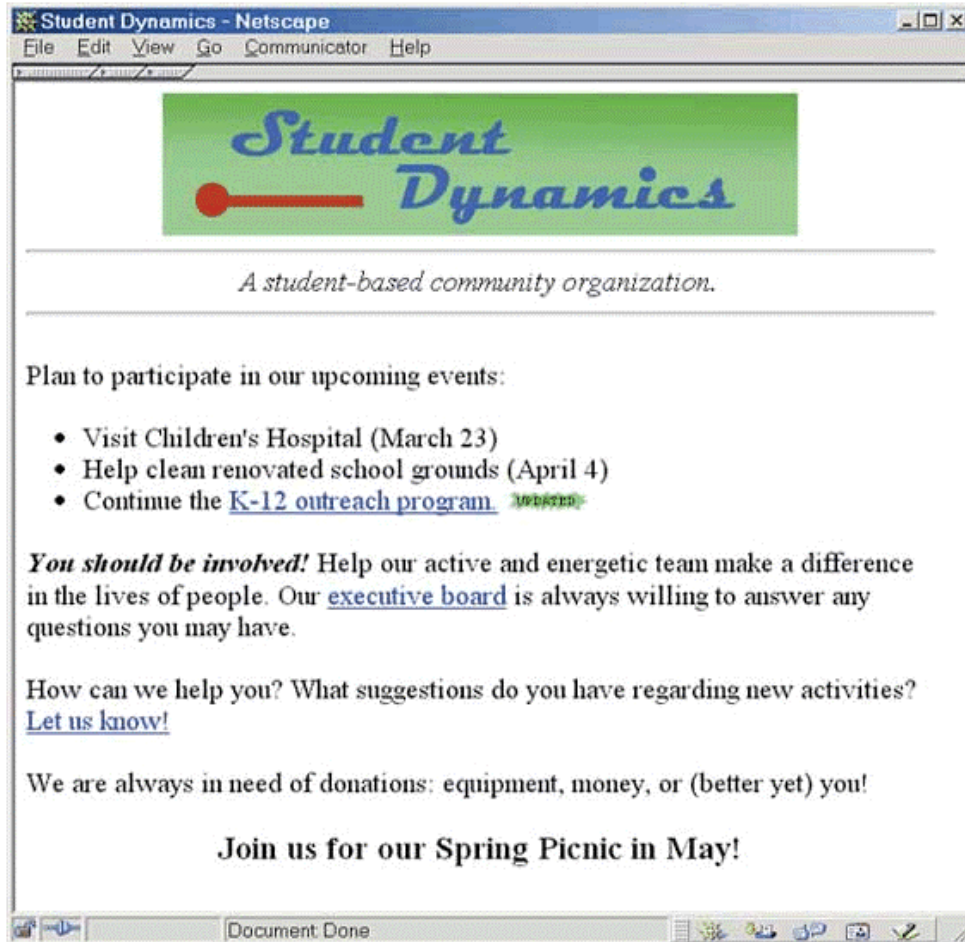 Student Dynamics - Netscape
File Edit View Go Communicator Help
Student
Dynamics
A student-based community organization.
Plan to participate in our upcoming events:
• Visit Children's Hospital (March 23)
• Help clean renovated school grounds (April 4)
• Continue the K-12 outreach program. UPDATED
You should be involved! Help our active and energetic team make a difference
in the lives of people. Our executive board is always willing to answer any
questions you may have.
How can we help you? What suggestions do you have regarding new activities?
Let us know!
We are always in need of donations: equipment, money, or (better yet) you!
Join us for our Spring Picnic in May!
Document: Done